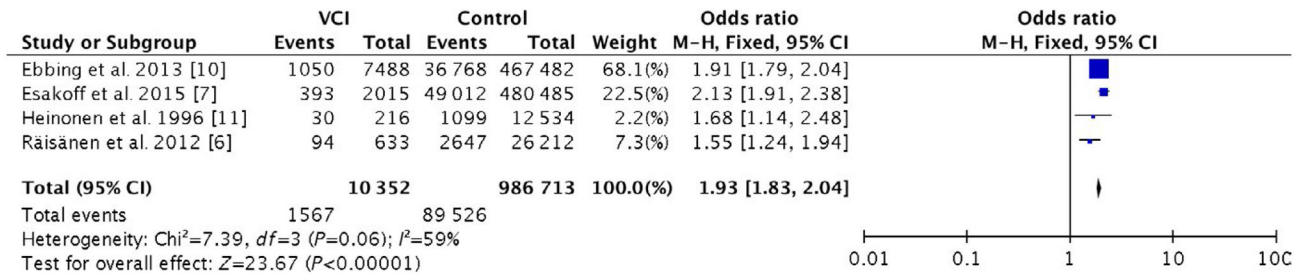 VCI Control Odds ratio Odds ratio
Study or Subgroup Events Total Events Total Weight M-H, Fixed, 95% CI M-H, Fixed, 95% CI
Ebbing et al. 2013 [10] 1050 7488 36 768 467 482 68.1(%) 1.91 [1.79, 2.04]
Esakoff et al. 2015 [7] 393 2015 49 012 480 485 22.5(%) 2.13 [1.91, 2.38]
Heinonen et al. 1996 [11] 30 216 1099 12 534 2.2(%) 1.68 [1.14, 2.48]
Räisänen et al. 2012 [6] 94 633 2647 26 212 7.3(%) 1.55 [1.24, 1.94]
Total (95% CI) 10 352 986 713 100.0(%) 1.93 [1.83, 2.04]
Total events 1567 89 526
Heterogeneity: Chi²=7.39, df=3 (P=0.06); I²=59%
Test for overall effect: Z=23.67 (P<0.00001)
0.01 0.1 1 10 100